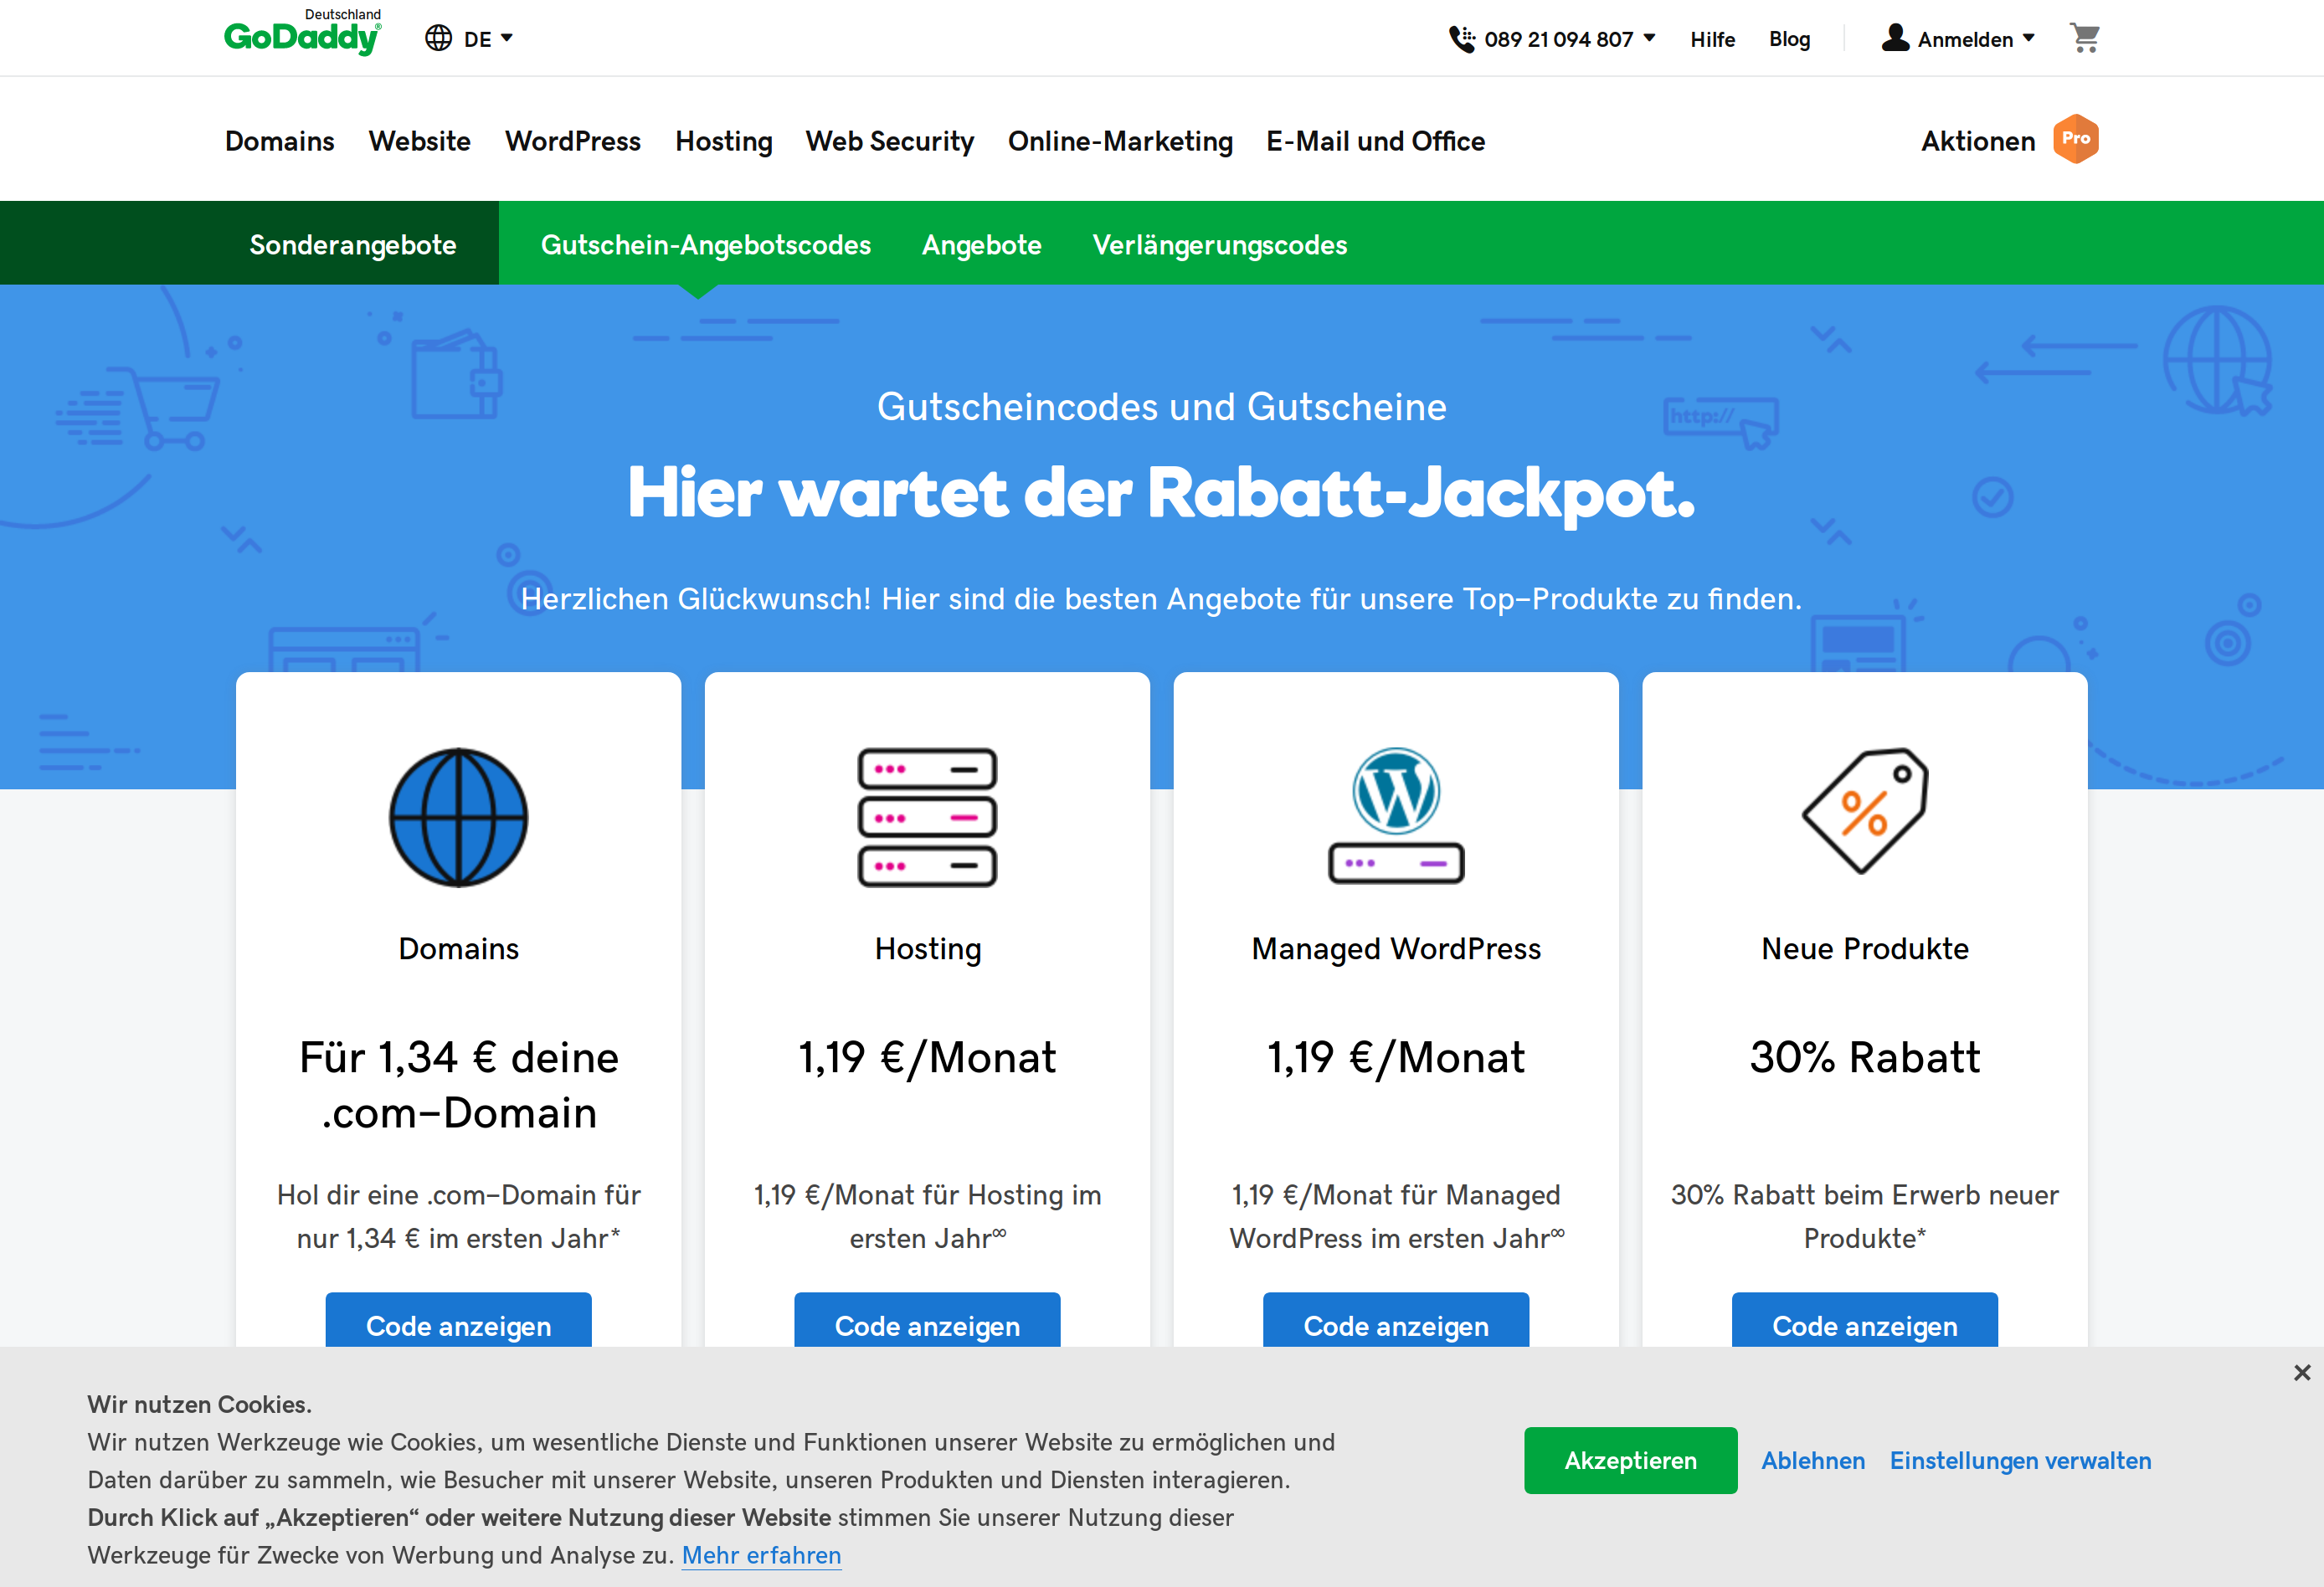 Deutschland
GoDaddy®
DE
089 21 094 807
Hilfe
Blog
Anmelden
Domains
Website
WordPress
Hosting
Web Security
Online-Marketing
E-Mail und Office
Aktionen
Pro
Sonderangebote
Gutschein-Angebotscodes
Angebote
Verlängerungscodes
http://
Gutscheincodes und Gutscheine
Hier wartet der Rabatt-Jackpot.
Herzlichen Glückwunsch! Hier sind die besten Angebote für unsere Top-Produkte zu finden.
Domains
Für 1,34 € deine
.com-Domain
Hol dir eine .com-Domain für
nur 1,34 € im ersten Jahr*
Code anzeigen
Hosting
1,19 €/Monat
1,19 €/Monat für Hosting im
ersten Jahr∞
Code anzeigen
Managed WordPress
1,19 €/Monat
1,19 €/Monat für Managed
WordPress im ersten Jahr∞
Code anzeigen
%
Neue Produkte
30% Rabatt
30% Rabatt beim Erwerb neuer
Produkte*
Code anzeigen
Wir nutzen Cookies.
Wir nutzen Werkzeuge wie Cookies, um wesentliche Dienste und Funktionen unserer Website zu ermöglichen und
Daten darüber zu sammeln, wie Besucher mit unserer Website, unseren Produkten und Diensten interagieren.
Durch Klick auf „Akzeptieren“ oder weitere Nutzung dieser Website stimmen Sie unserer Nutzung dieser
Werkzeuge für Zwecke von Werbung und Analyse zu. Mehr erfahren
Akzeptieren
Ablehnen
Einstellungen verwalten